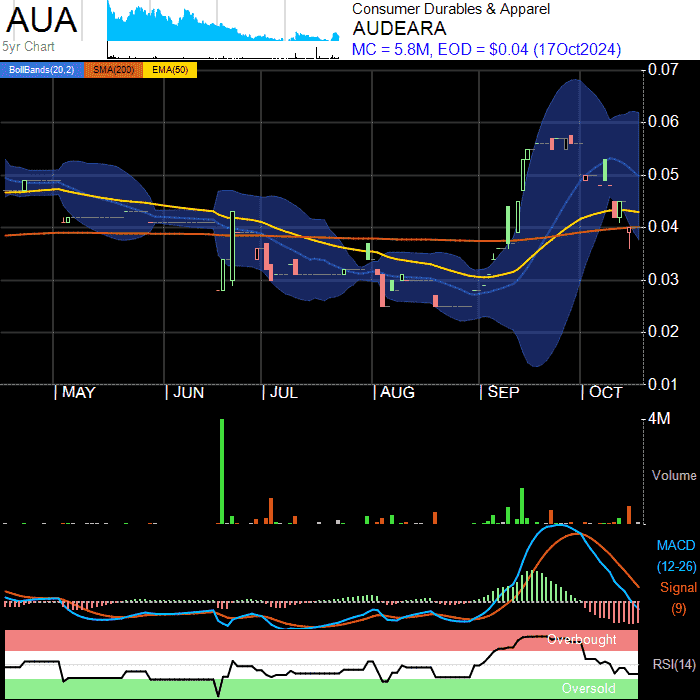 AUA
5yr Chart
Consumer Durables & Apparel
AUDEARA
MC = 5.8M, EOD = $0.04 (17Oct2024)
BollBands(20,2) SMA(200) EMA(50)
0.07
0.06
0.05
0.04
0.03
0.02
0.01
MAY JUN JUL AUG SEP OCT
4M
Volume
MACD
(12-26)
Signal
(9)
Overbought
RSI(14)
Oversold